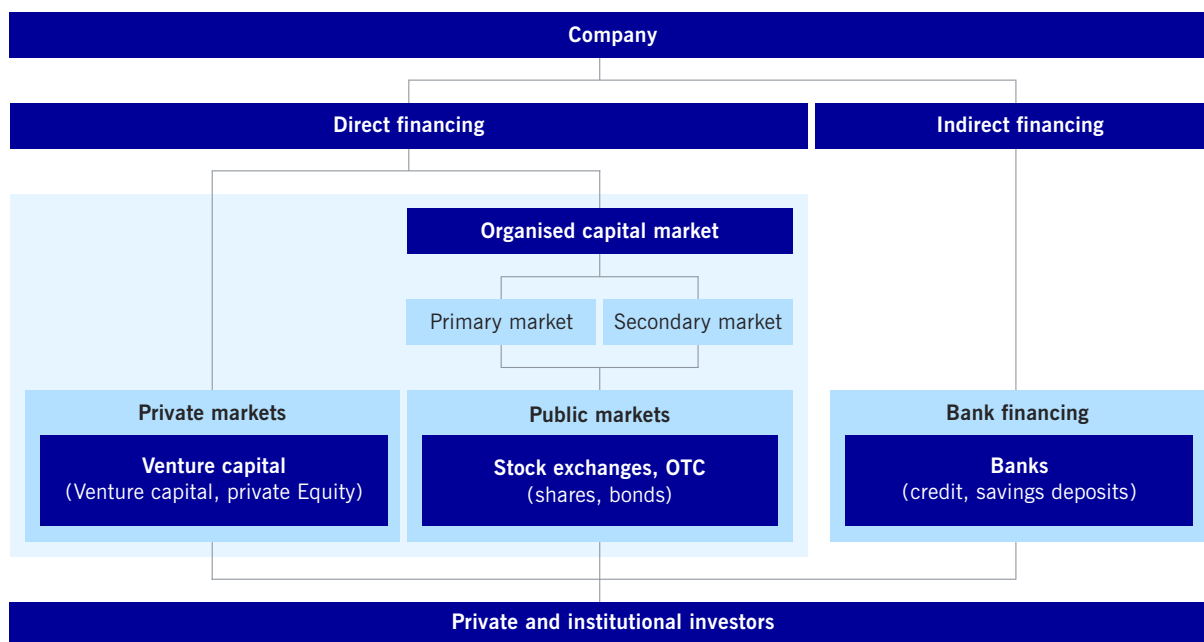 Company
Direct financing
Indirect financing
Organised capital market
Primary market
Secondary market
Private markets
Public markets
Bank financing
Venture capital
(Venture capital, private Equity)
Stock exchanges, OTC
(shares, bonds)
Banks
(credit, savings deposits)
Private and institutional investors